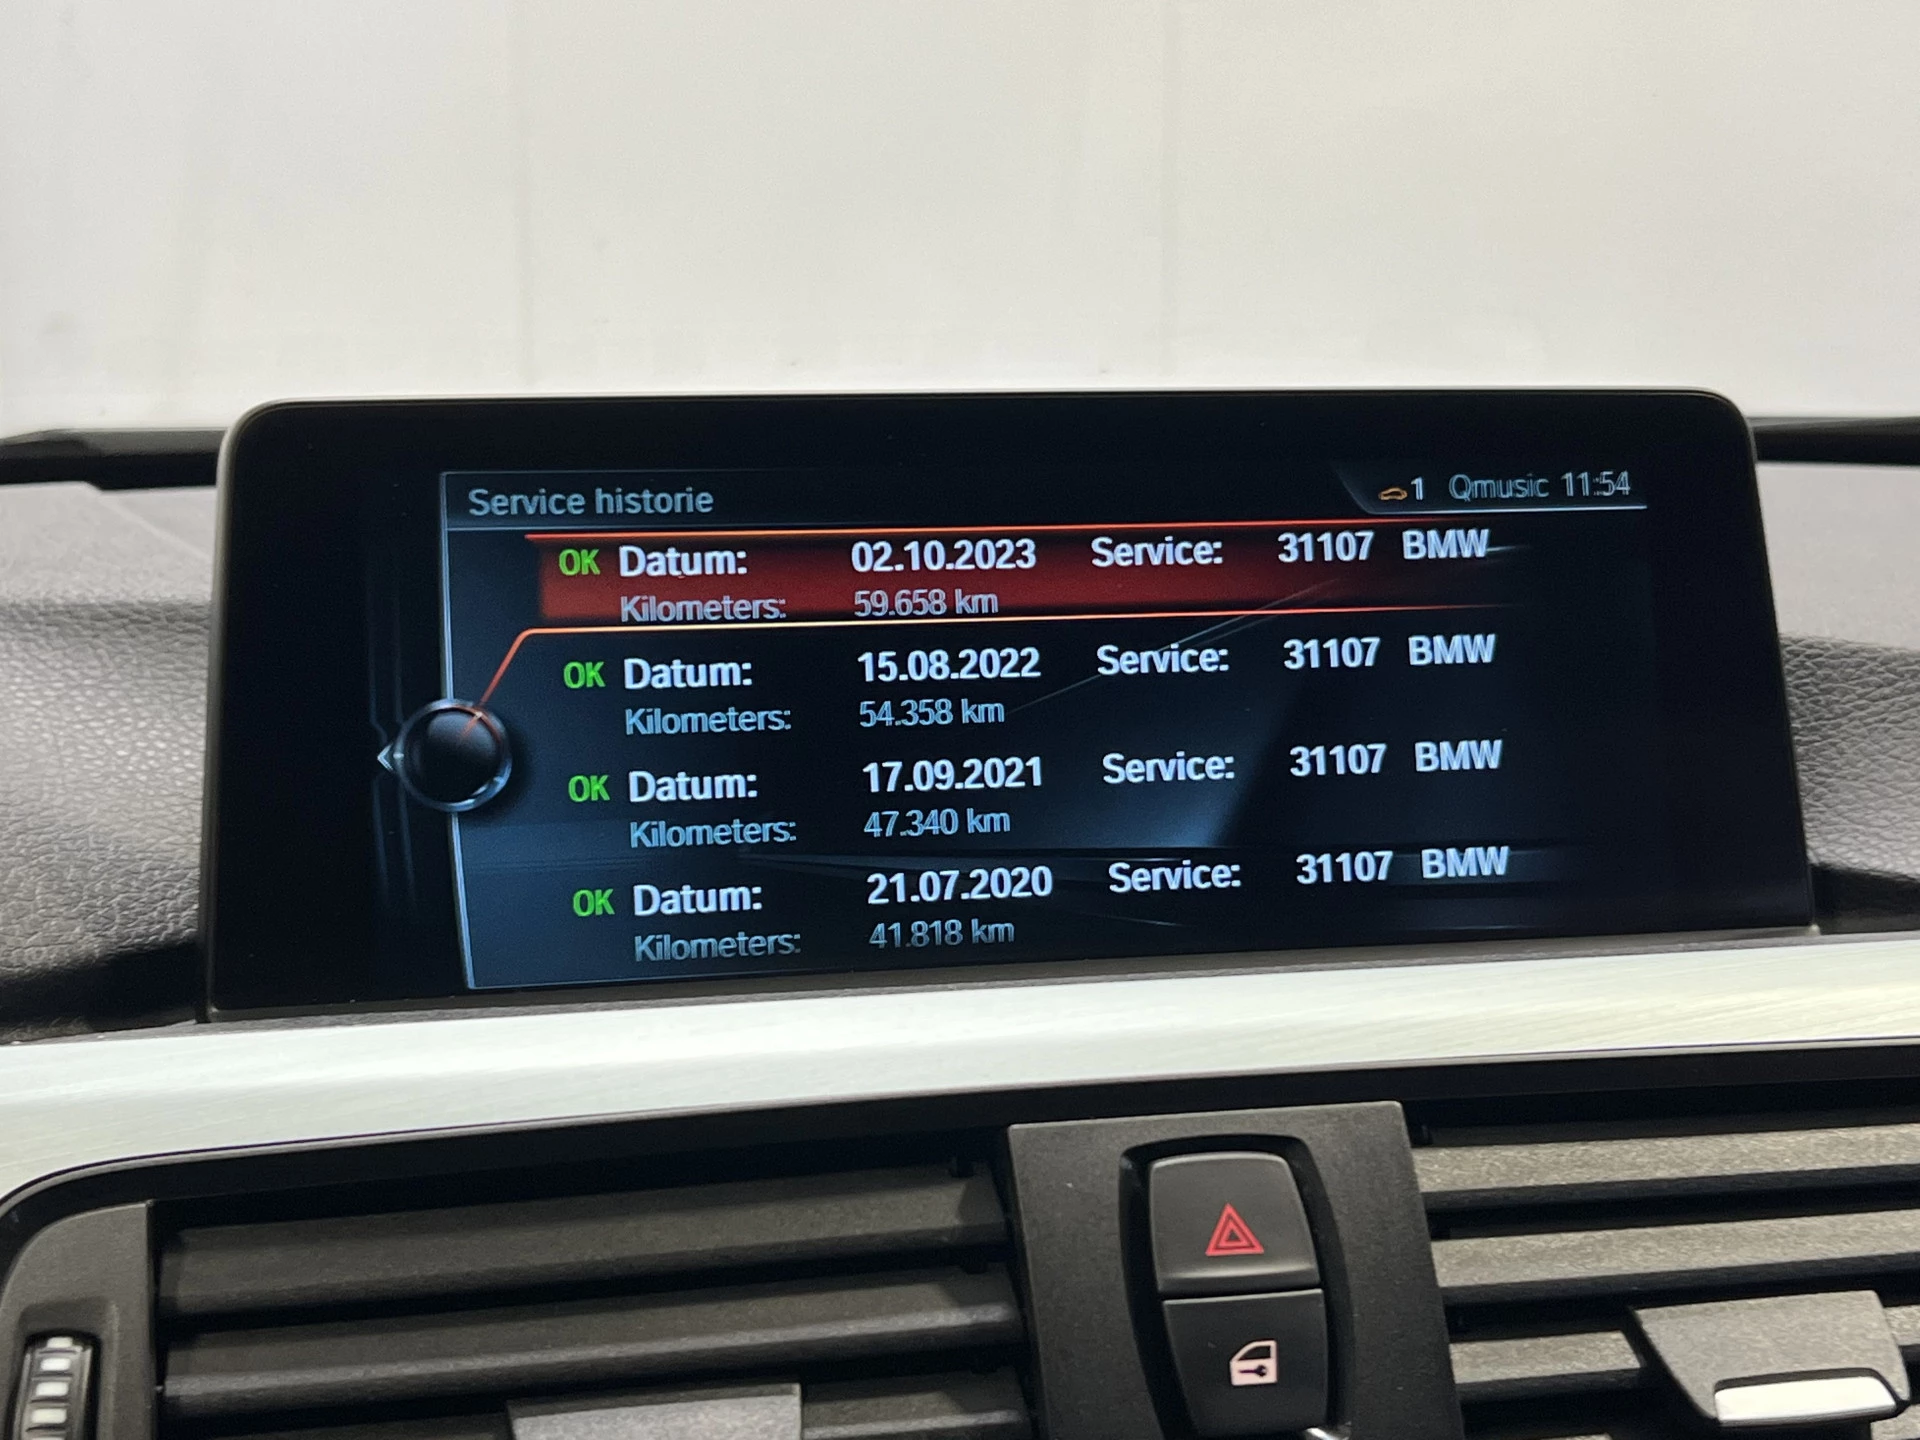 Service historie 1 Qmusic 11:54
OK Datum: 02.10.2023 Service: 31107 BMW
Kilometers: 59.658 km
OK Datum: 15.08.2022 Service: 31107 BMW
Kilometers: 54.358 km
OK Datum: 17.09.2021 Service: 31107 BMW
Kilometers: 47.340 km
OK Datum: 21.07.2020 Service: 31107 BMW
Kilometers: 41.818 km